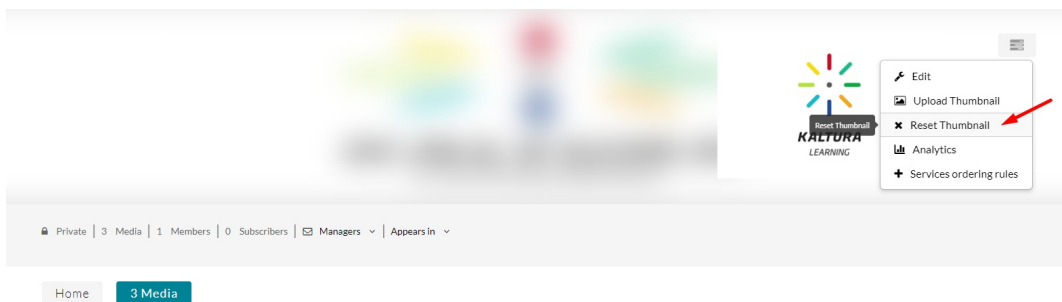 Edit
Upload Thumbnail
Reset Thumbnail
Reset Thumbnail
KALTURA
LEARNING
Analytics
Services ordering rules
Private | 3 Media | 1 Members | 0 Subscribers | Managers | Appears in
Home
3 Media